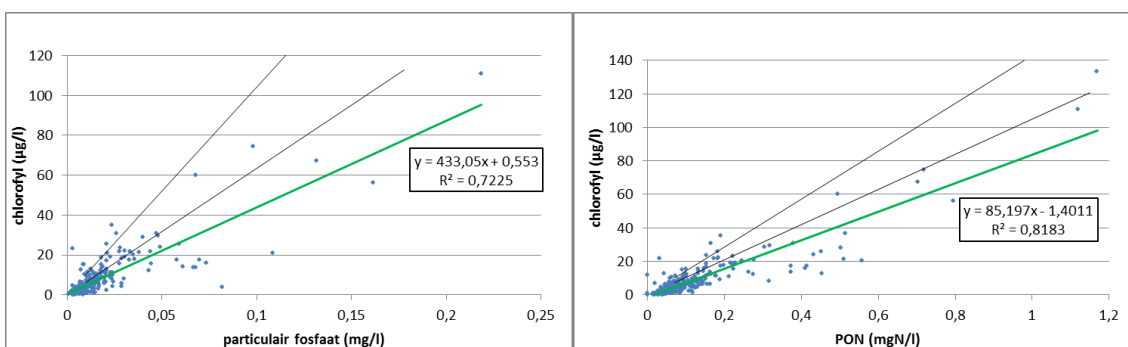 120
100
80
60
40
20
0
chlorofyl (µg/l)
y = 433,05x + 0,553
R² = 0,7225
0 0,05 0,1 0,15 0,2 0,25
particulair fosfaat (mg/l)
140
120
100
80
60
40
20
0
chlorofyl (µg/l)
y = 85,197x - 1,4011
R² = 0,8183
0 0,2 0,4 0,6 0,8 1 1,2
PON (mgN/l)